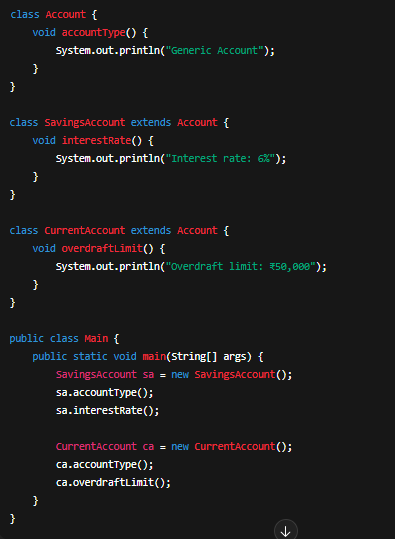 class Account {
    void accountType() {
        System.out.println("Generic Account");
    }
}

class SavingsAccount extends Account {
    void interestRate() {
        System.out.println("Interest rate: 6%");
    }
}

class CurrentAccount extends Account {
    void overdraftLimit() {
        System.out.println("Overdraft limit: ₹50,000");
    }
}

public class Main {
    public static void main(String[] args) {
        SavingsAccount sa = new SavingsAccount();
        sa.accountType();
        sa.interestRate();

        CurrentAccount ca = new CurrentAccount();
        ca.accountType();
        ca.overdraftLimit();
    }
}